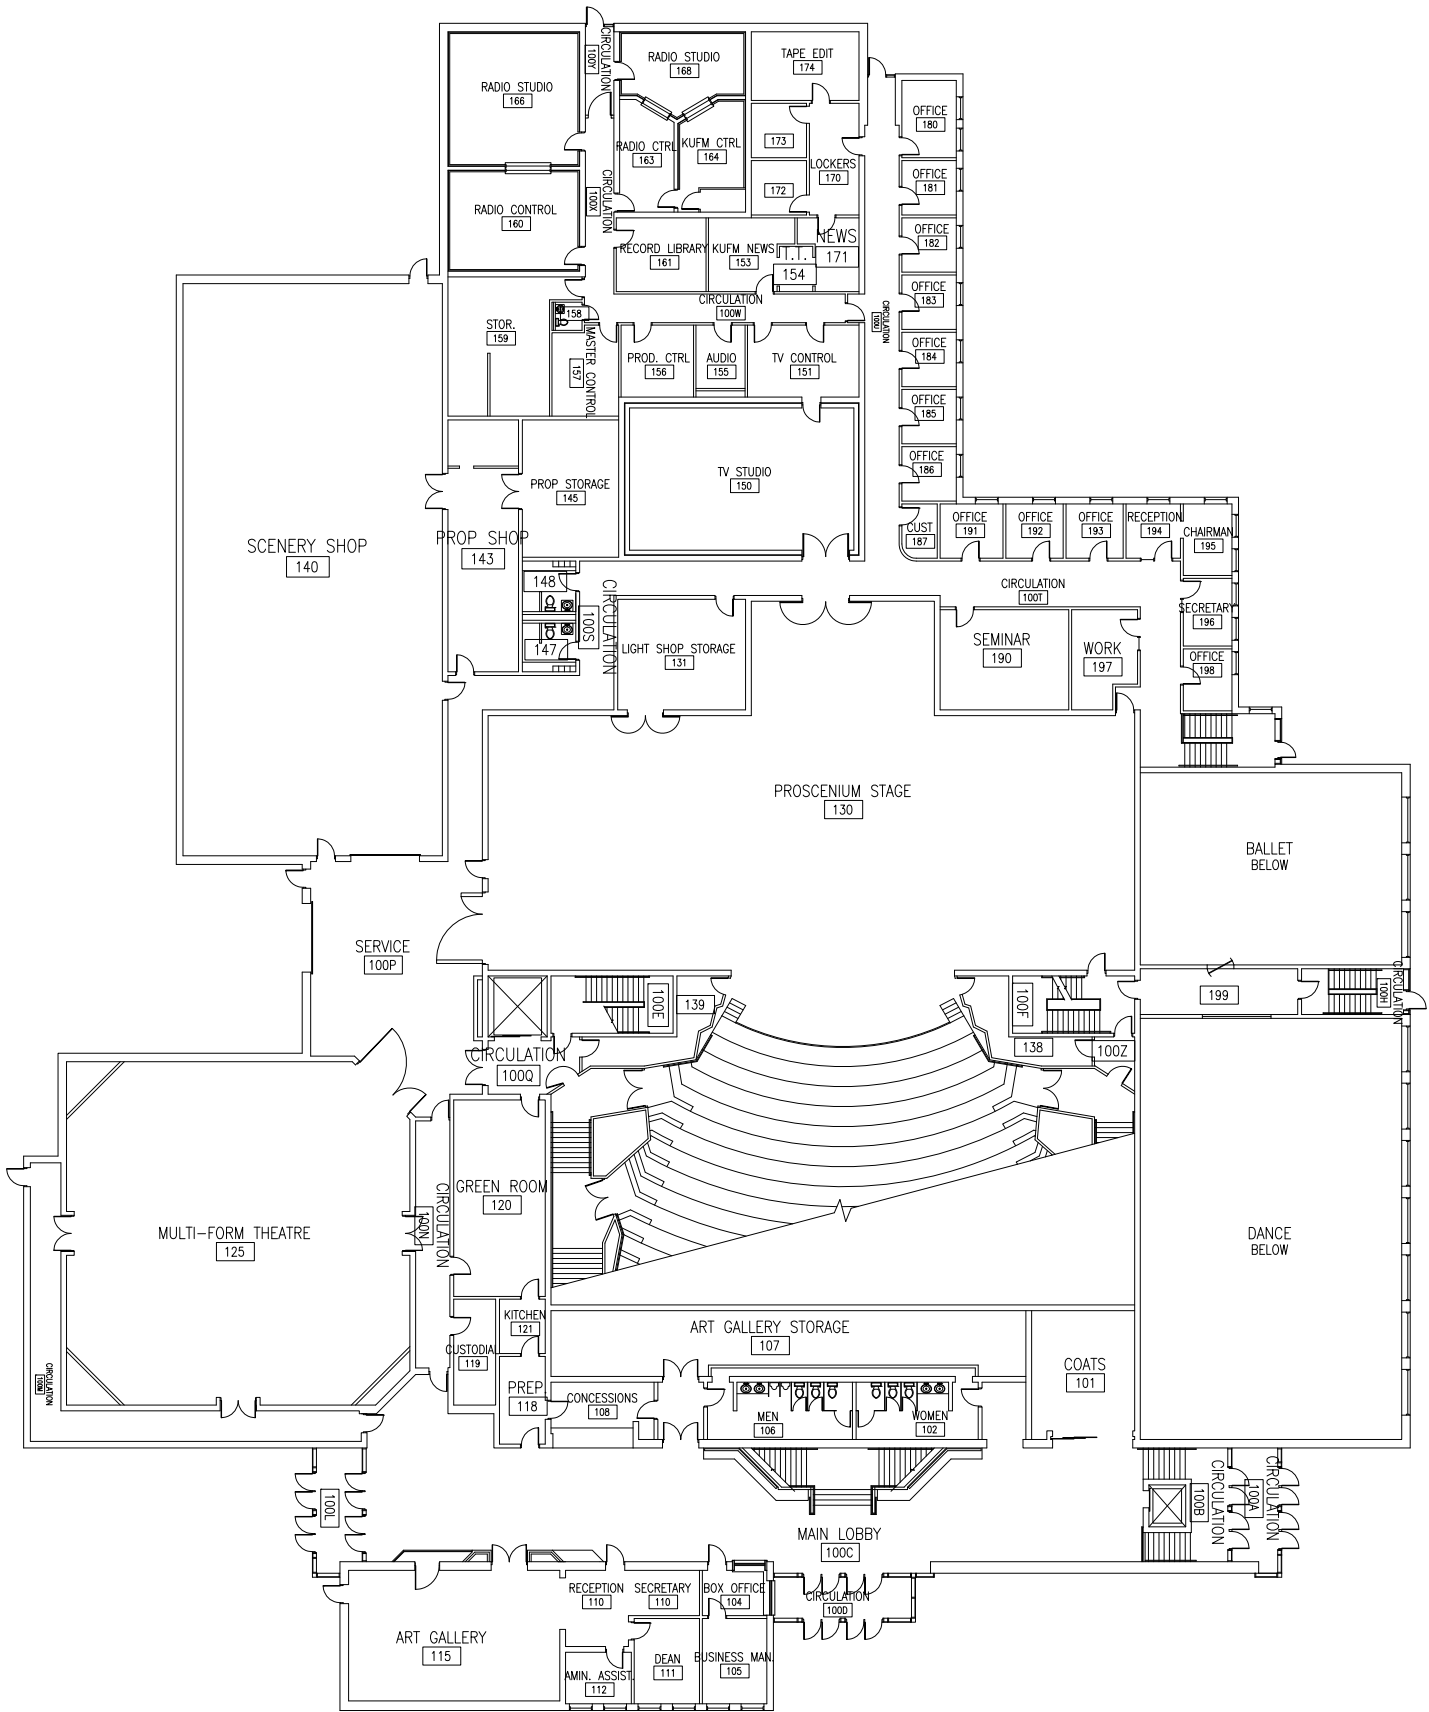 CIRCULATION
100Y
RADIO STUDIO
168
TAPE EDIT
174
RADIO STUDIO
166
OFFICE
180
173
RADIO CTRL
163
KUFM CTRL
164
LOCKERS
170
OFFICE
181
172
CIRCULATION
100X
RADIO CONTROL
160
OFFICE
182
NEWS
171
RECORD LIBRARY
161
KUFM NEWS
153
T.T.
154
OFFICE
183
CIRCULATION
100W
CIRCULATION
100U
158
STOR.
159
MASTER CONTROL
157
PROD. CTRL
156
AUDIO
155
TV CONTROL
151
OFFICE
184
OFFICE
185
OFFICE
186
TV STUDIO
150
PROP STORAGE
145
CUST
187
OFFICE
191
OFFICE
192
OFFICE
193
RECEPTION
194
CHAIRMAN
195
SCENERY SHOP
140
PROP SHOP
143
148
147
CIRCULATION
100S
CIRCULATION
100T
SECRETARY
196
LIGHT SHOP STORAGE
131
SEMINAR
190
WORK
197
OFFICE
198
PROSCENIUM STAGE
130
BALLET
BELOW
SERVICE
100P
100E
139
100F
199
CIRCULATION
100H
138
100Z
CIRCULATION
100Q
GREEN ROOM
120
CIRCULATION
100N
MULTI-FORM THEATRE
125
DANCE
BELOW
KITCHEN
121
ART GALLERY STORAGE
107
CUSTODIAL
119
COATS
101
CIRCULATION
100M
PREP.
118
CONCESSIONS
108
MEN
106
WOMEN
102
100L
CIRCULATION
100B
CIRCULATION
100A
MAIN LOBBY
100C
RECEPTION
110
SECRETARY
110
BOX OFFICE
104
CIRCULATION
100D
ART GALLERY
115
DEAN
111
BUSINESS MAN.
105
AMIN. ASSIST.
112